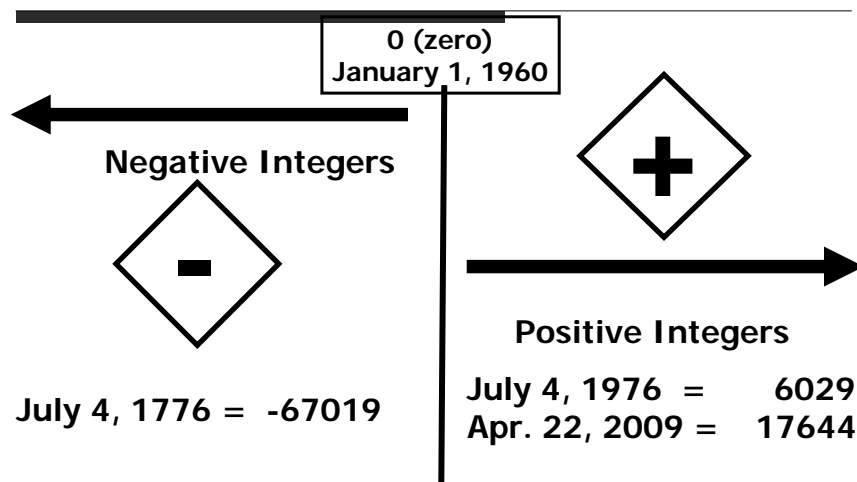 0 (zero)
January 1, 1960
Negative Integers
-
July 4, 1776 = -67019
+
Positive Integers
July 4, 1976 = 6029
Apr. 22, 2009 = 17644